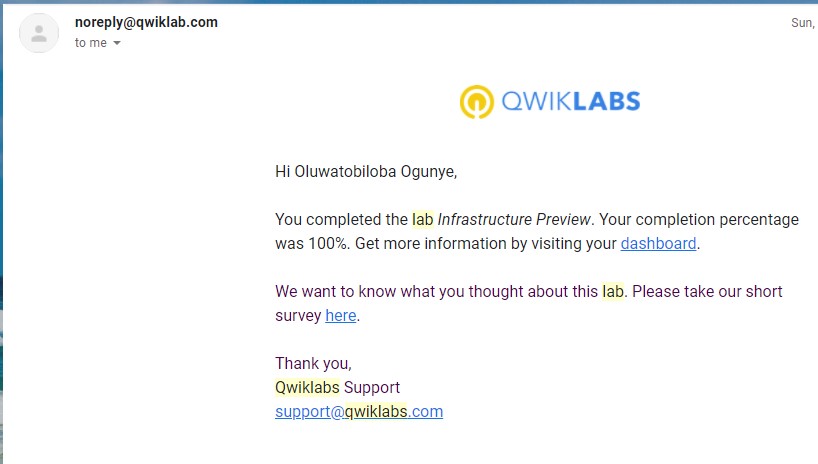 noreply@qwiklab.com
Sun,
to me
QWIKLABS
Hi Oluwatobiloba Ogunye,
You completed the lab Infrastructure Preview. Your completion percentage
was 100%. Get more information by visiting your dashboard.
We want to know what you thought about this lab. Please take our short
survey here.
Thank you,
Qwiklabs Support
support@qwiklabs.com